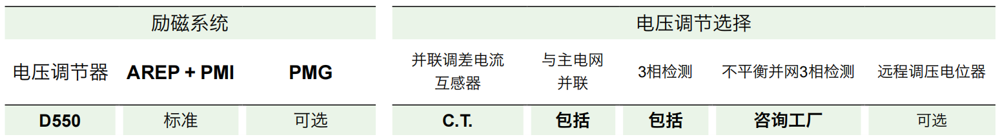 励磁系统
电压调节选择
电压调节器
AREP + PMI
PMG
并联调差电流
互感器
与主电网
并联
3相检测
不平衡并网3相检测
远程调压电位器
D550
标准
可选
C.T.
包括
包括
咨询工厂
可选